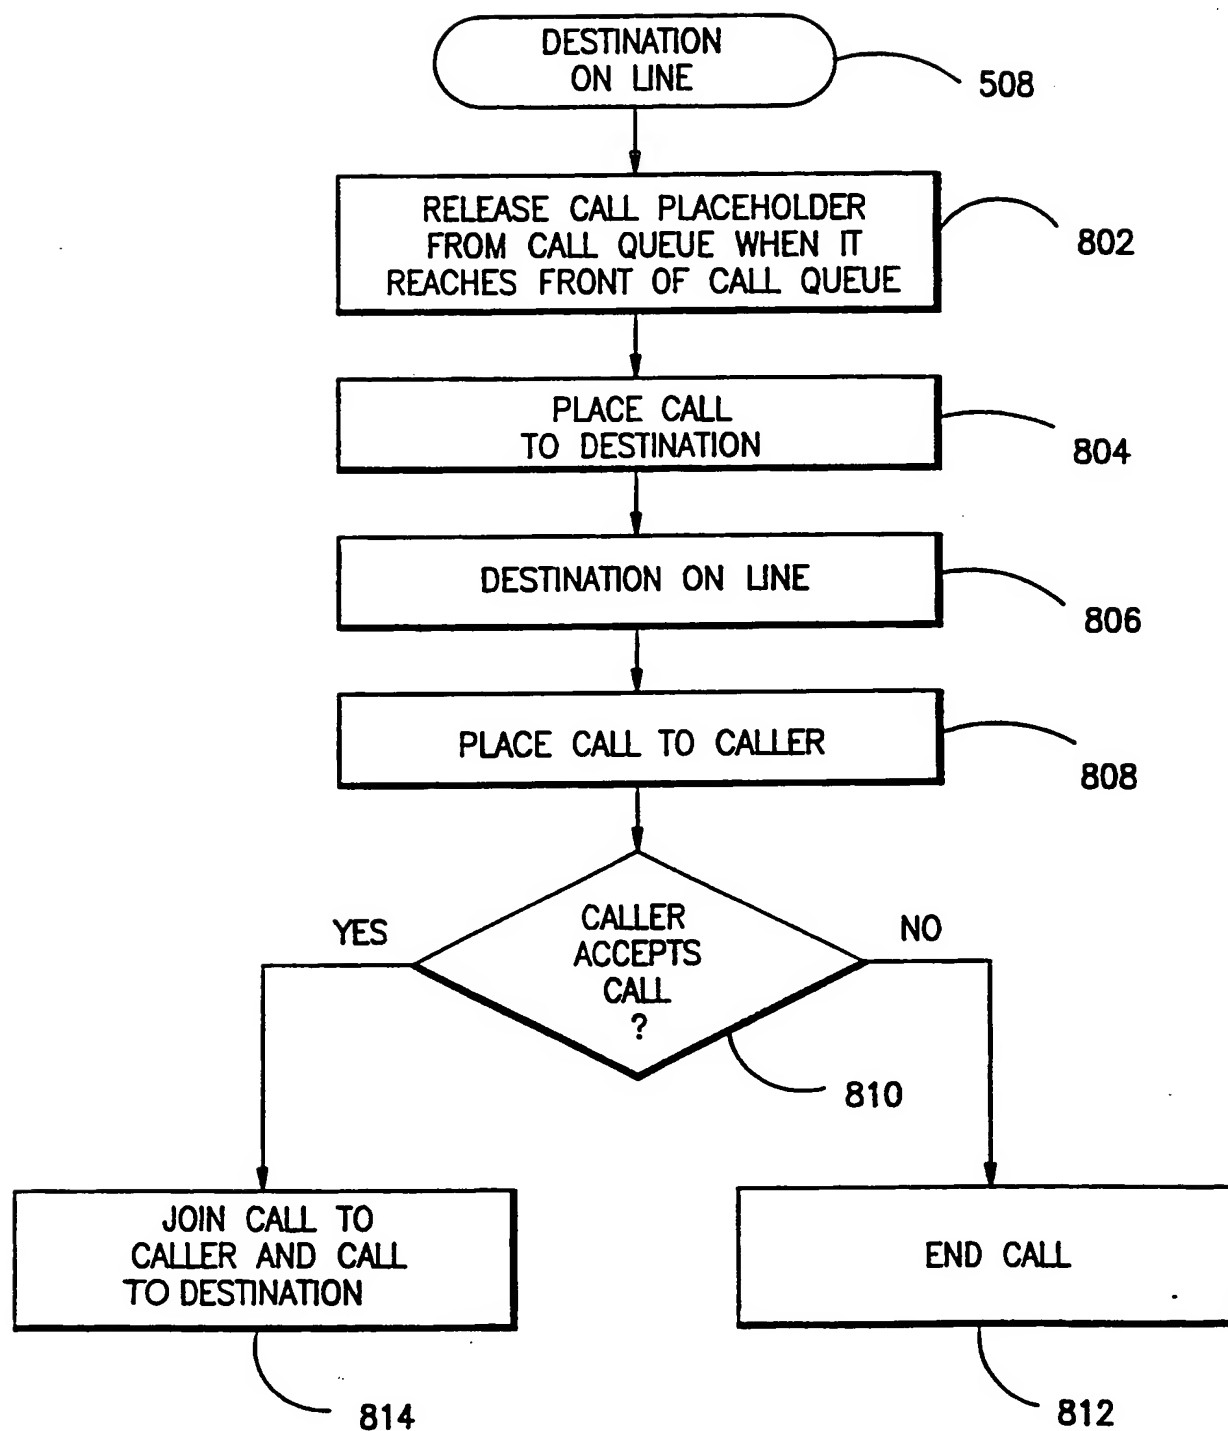 DESTINATION
ON LINE
508
RELEASE CALL PLACEHOLDER
FROM CALL QUEUE WHEN IT
REACHES FRONT OF CALL QUEUE
802
PLACE CALL
TO DESTINATION
804
DESTINATION ON LINE
806
PLACE CALL TO CALLER
808
YES
CALLER
ACCEPTS
CALL
?
NO
810
JOIN CALL TO
CALLER AND CALL
TO DESTINATION
814
END CALL
812